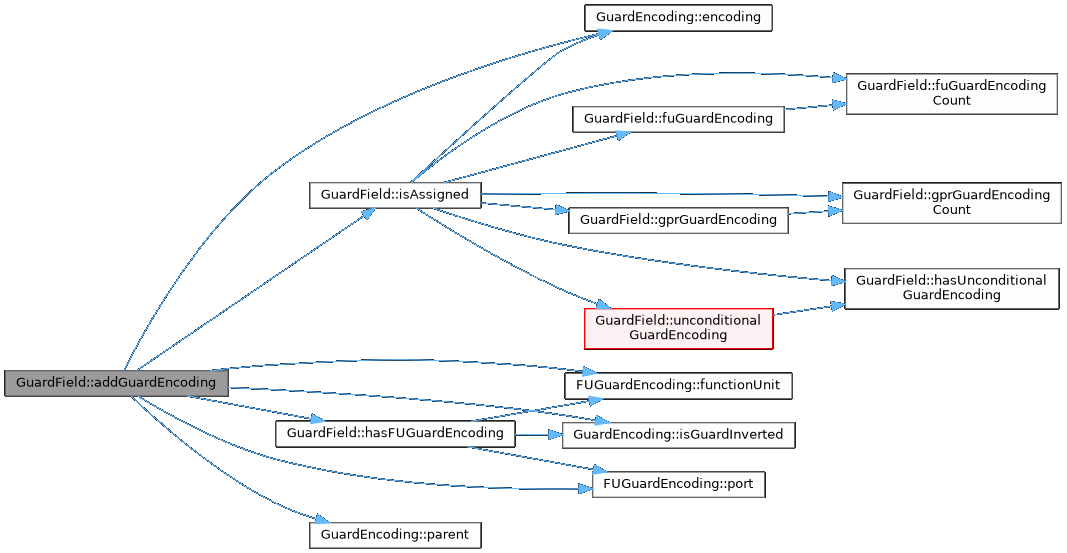 GuardEncoding::encoding
GuardField::fuGuardEncoding
Count
GuardField::fuGuardEncoding
GuardField::isAssigned
GuardField::gprGuardEncoding
Count
GuardField::gprGuardEncoding
GuardField::hasUnconditional
GuardEncoding
GuardField::unconditional
GuardEncoding
GuardField::addGuardEncoding
FUGuardEncoding::functionUnit
GuardField::hasFUGuardEncoding
GuardEncoding::isGuardInverted
FUGuardEncoding::port
GuardEncoding::parent